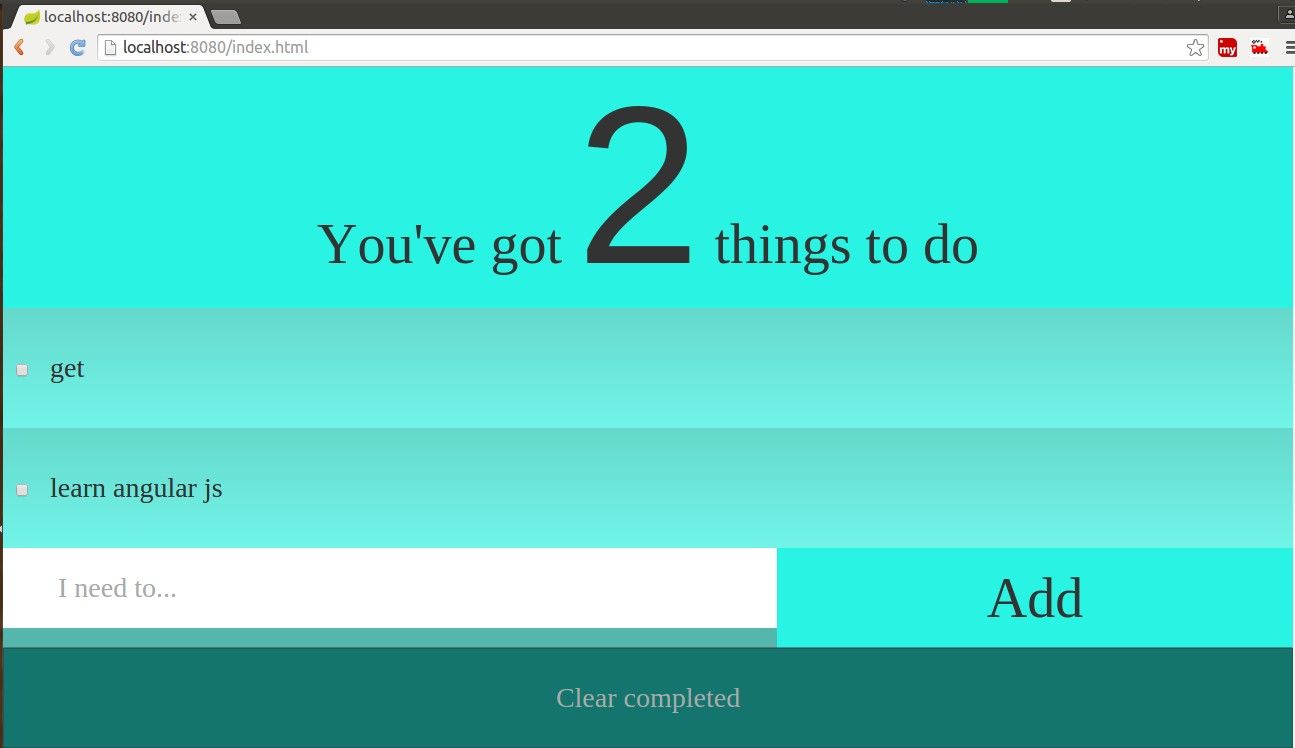 localhost:8080/inde
localhost:8080/index.html
my
You've got 2 things to do
get
learn angular js
I need to...
Add
Clear completed